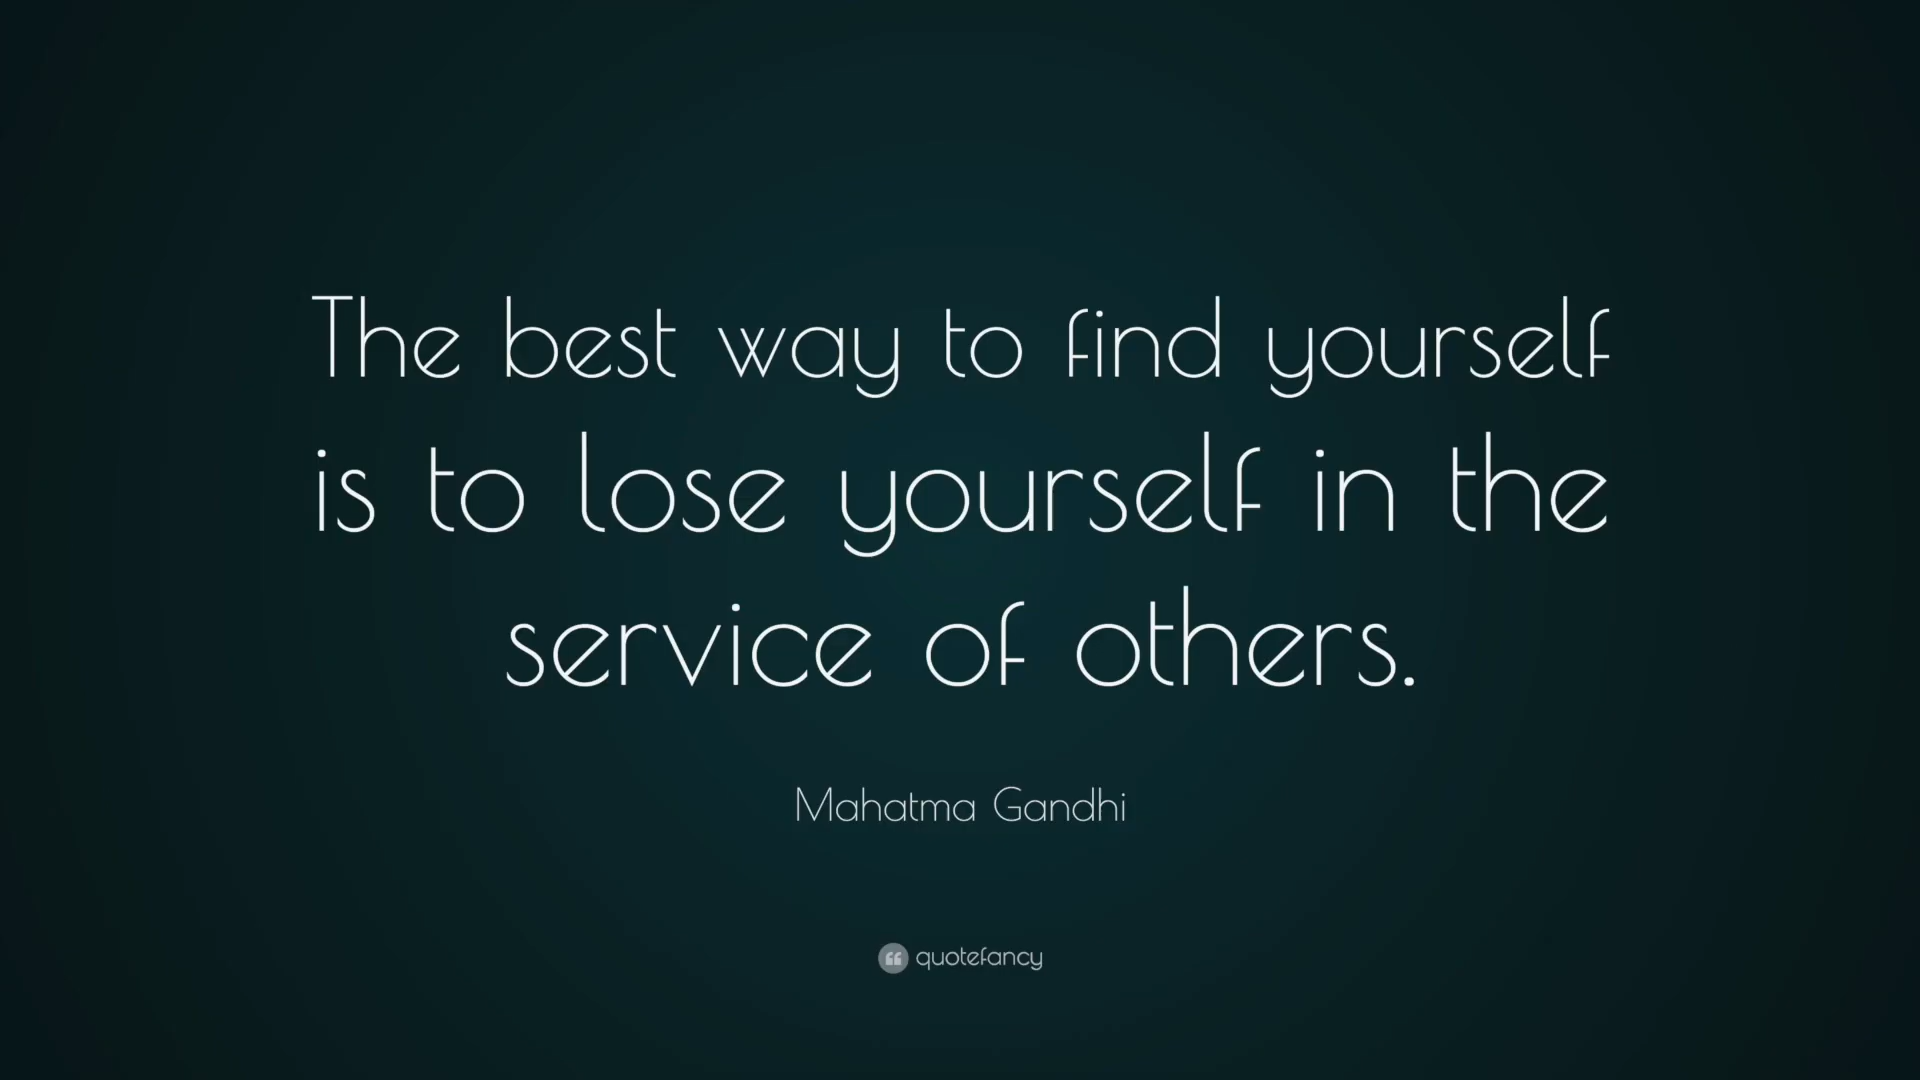 The best way to find yourself
is to lose yourself in the
service of others.
Mahatma Gandhi
quotefancy